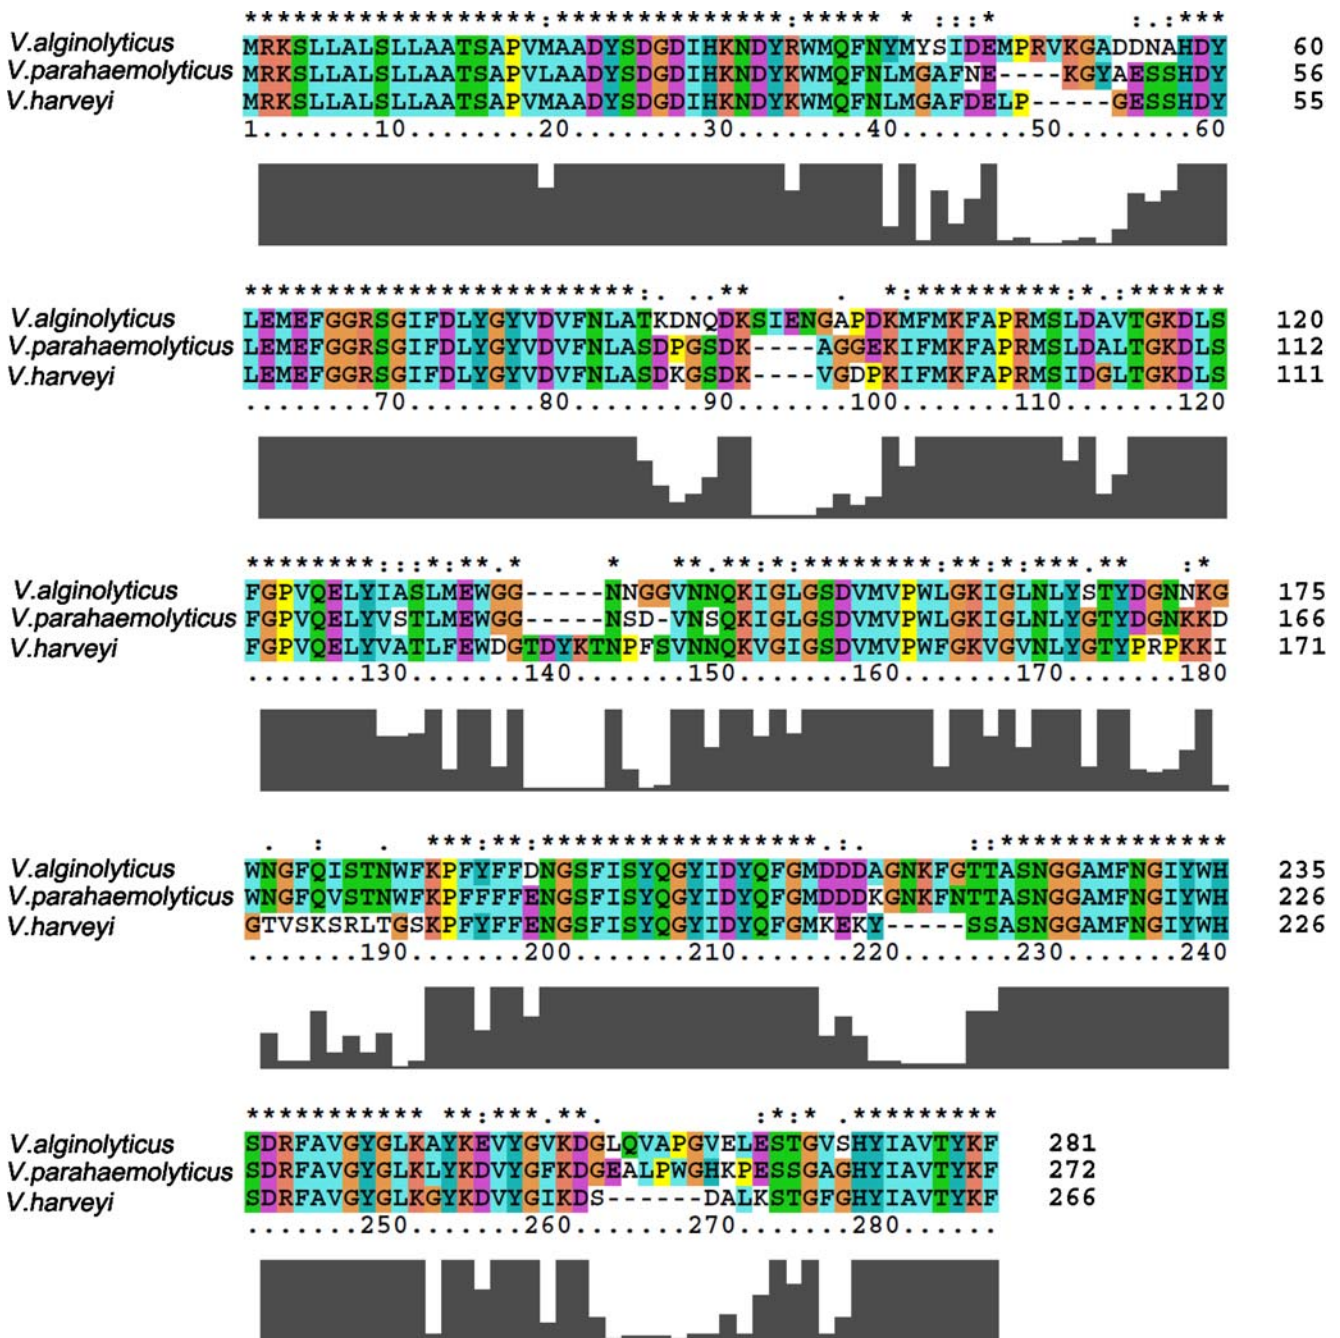 ******************:**************:***** * :::*        :.:***
V.alginolyticus MRKSLLALSLLAATSAPVMAADYSDGDIHKNDYRWMQFNYMYSIDEMPRVKGADDNAHDY 60
V.parahaemolyticus MRKSLLALSLLAATSAPVLAADYSDGDIHKNDYKWMQFNLMGAFNE----KGYAESSHDY 56
V.harveyi MRKSLLALSLLAATSAPVMAADYSDGDIHKNDYKWMQFNLMGAFDELP-----GESSHDY 55
1.......10........20........30........40........50........60
************************:. ..**     .  *:*********:*.:******
V.alginolyticus LEMEFGGRSGIFDLYGYVDVFNLATKDNQDKSIENGAPDKMFMKFAPRMSLDAVTGKDLS 120
V.parahaemolyticus LEMEFGGRSGIFDLYGYVDVFNLASDPGSDK----AGGEKIFMKFAPRMSLDALTGKDLS 112
V.harveyi LEMEFGGRSGIFDLYGYVDVFNLASDKGSDK----VGDPKIFMKFAPRMSIDGLTGKDLS 111
........70........80........90.......100.......110.......120
********:::*:**.*     *   **.**:*:********:**:*:***.**   :*
V.alginolyticus FGPVQELYIASLMEWGG-----NNGGVNNQKIGLGSDVMVPWLGKIGLNLYSTYDGNNKG 175
V.parahaemolyticus FGPVQELYVSTLMEWGG-----NSD-VNSQKIGLGSDVMVPWLGKIGLNLYGTYDGNKKD 166
V.harveyi FGPVQELYVATLFEWDGTDYKTNPFSVNNQKVGIGSDVMVPWFGKVGVNLYGTYPRPKKI 171
.......130.......140.......150.......160.......170.......180
 .  :   .  ***:**:*****************.:.      ::**************
V.alginolyticus WNGFQISTNWFKPFYFFDNGSFISYQGYIDYQFGMDDDAGNKFGTTASNGGAMFNGIYWH 235
V.parahaemolyticus WNGFQVSTNWFKPFFFFENGSFISYQGYIDYQFGMDDDKGNKFNTTASNGGAMFNGIYWH 226
V.harveyi GTVSKSRLTGSKPFYFFENGSFISYQGYIDYQFGMKEKY-----SSASNGGAMFNGIYWH 226
.......190.......200.......210.......220.......230.......240
*********** **:***.**.         :*:* .*********
V.alginolyticus SDRFAVGYGLKAYKEVYGVKDGLQVAPGVELESTGVSHYIAVTYKF 281
V.parahaemolyticus SDRFAVGYGLKLYKDVYGFKDGEALPWGHKPESSGAGHYIAVTYKF 272
V.harveyi SDRFAVGYGLKGYKDVYGIKDS------DALKSTGFGHYIAVTYKF 266
.......250.......260.......270.......280......